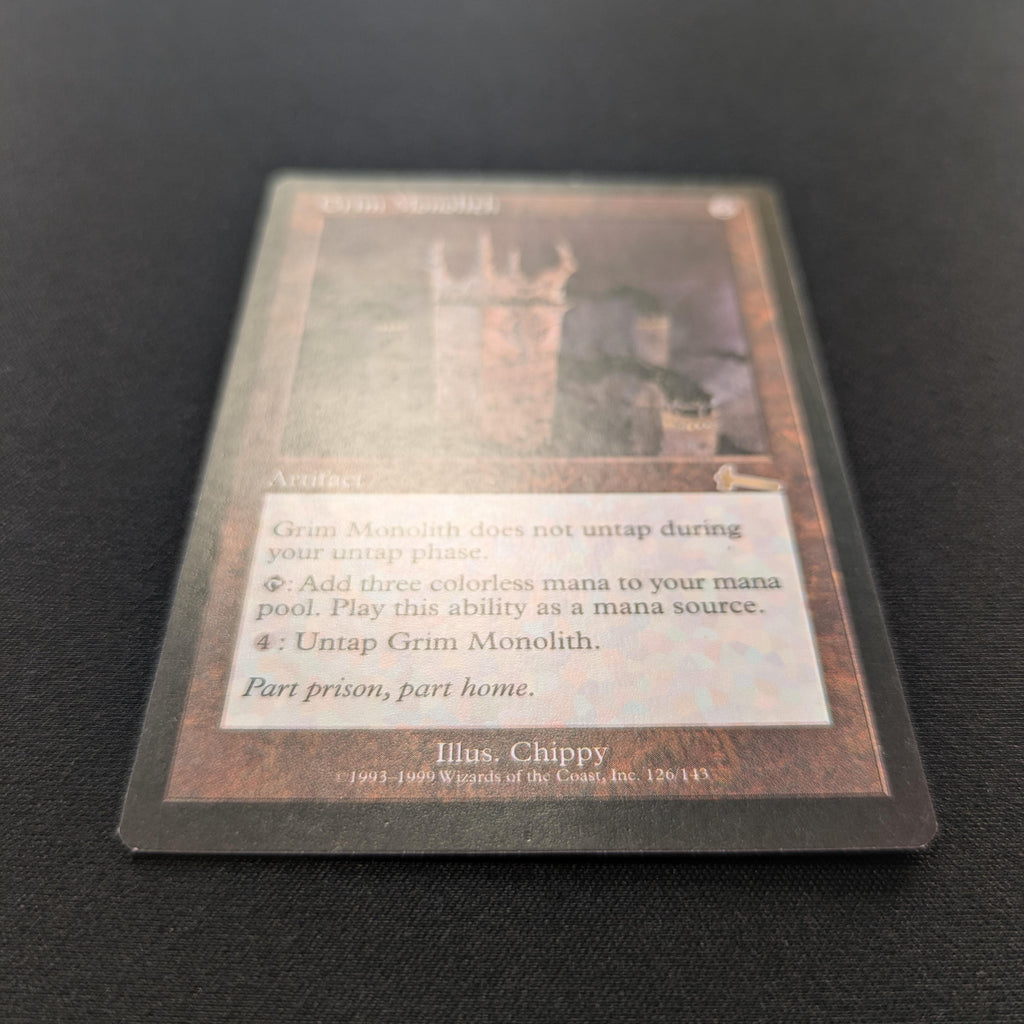 Grim Monolith
Artifact
Grim Monolith does not untap during
your untap phase.
: Add three colorless mana to your mana
pool. Play this ability as a mana source.
4 : Untap Grim Monolith.
Part prison, part home.
Illus. Chippy
©1993–1999 Wizards of the Coast, Inc. 126/143